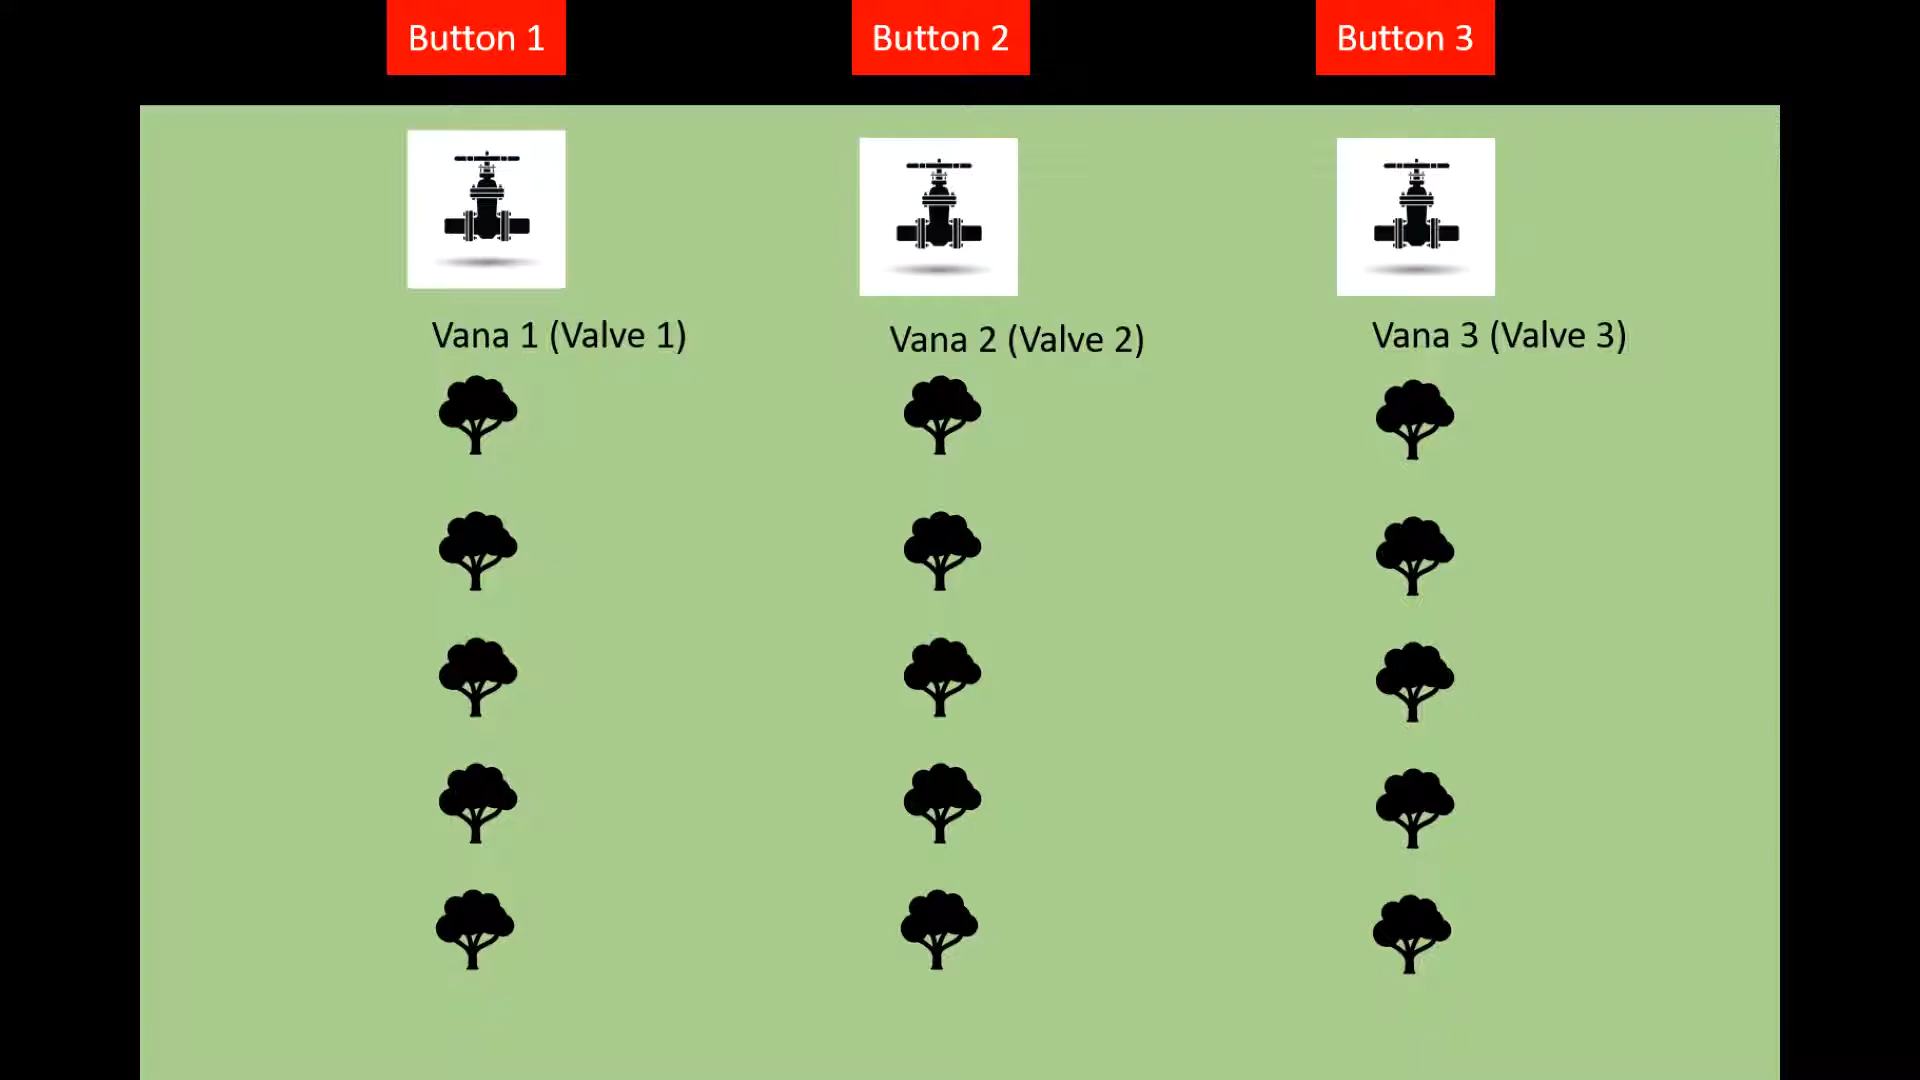 Button 1
Button 2
Button 3
Vana 1 (Valve 1)
Vana 2 (Valve 2)
Vana 3 (Valve 3)